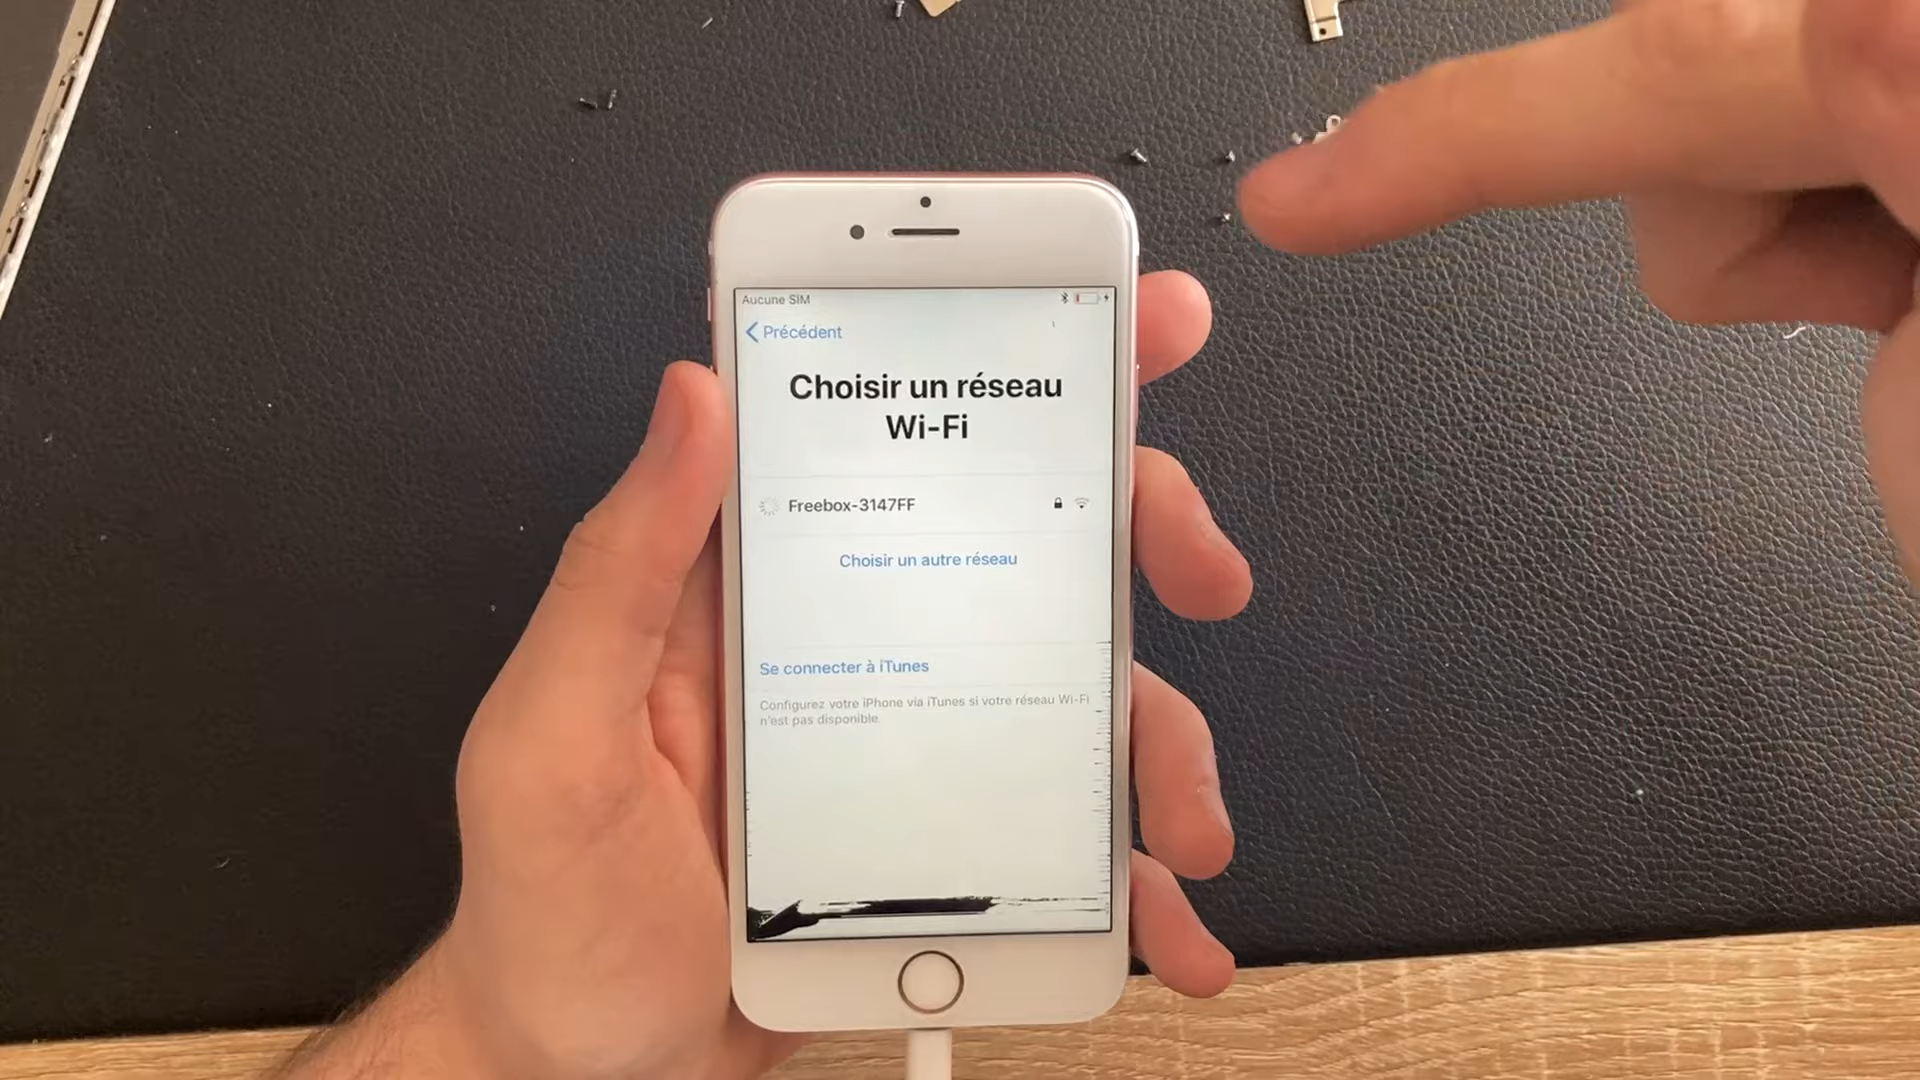 Aucune SIM
Précédent
Choisir un réseau
Wi-Fi
Freebox-3147FF
Choisir un autre réseau
Se connecter à iTunes
Configurez votre iPhone via iTunes si votre réseau Wi-Fi
n'est pas disponible.